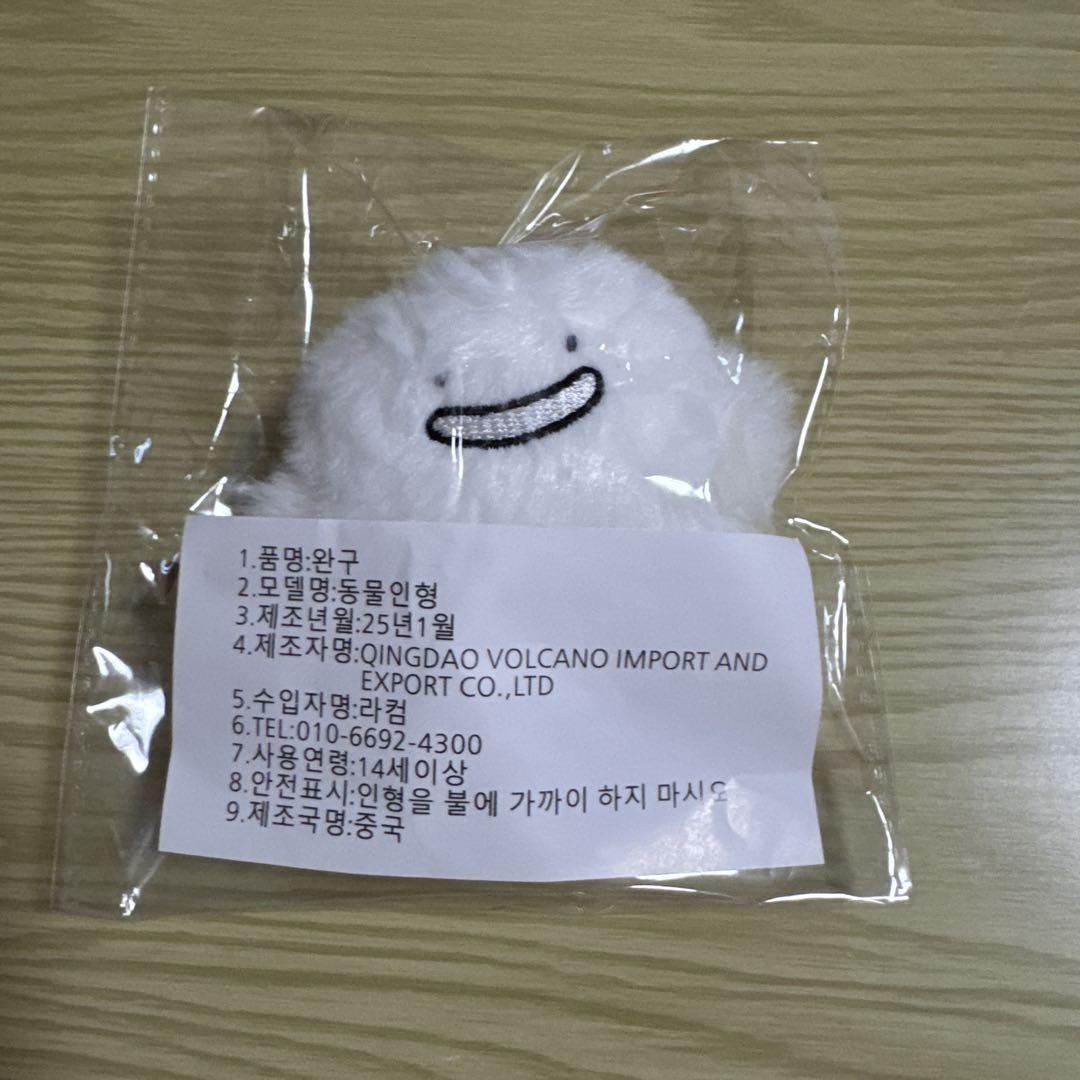 1.품명:완구
2.모델명:동물인형
3.제조년월:25년1월
4.제조자명:QINGDAO VOLCANO IMPORT AND
EXPORT CO.,LTD
5.수입자명:라컴
6.TEL:010-6692-4300
7.사용연령:14세이상
8.안전표시:인형을 불에 가까이 하지 마시오
9.제조국명:중국